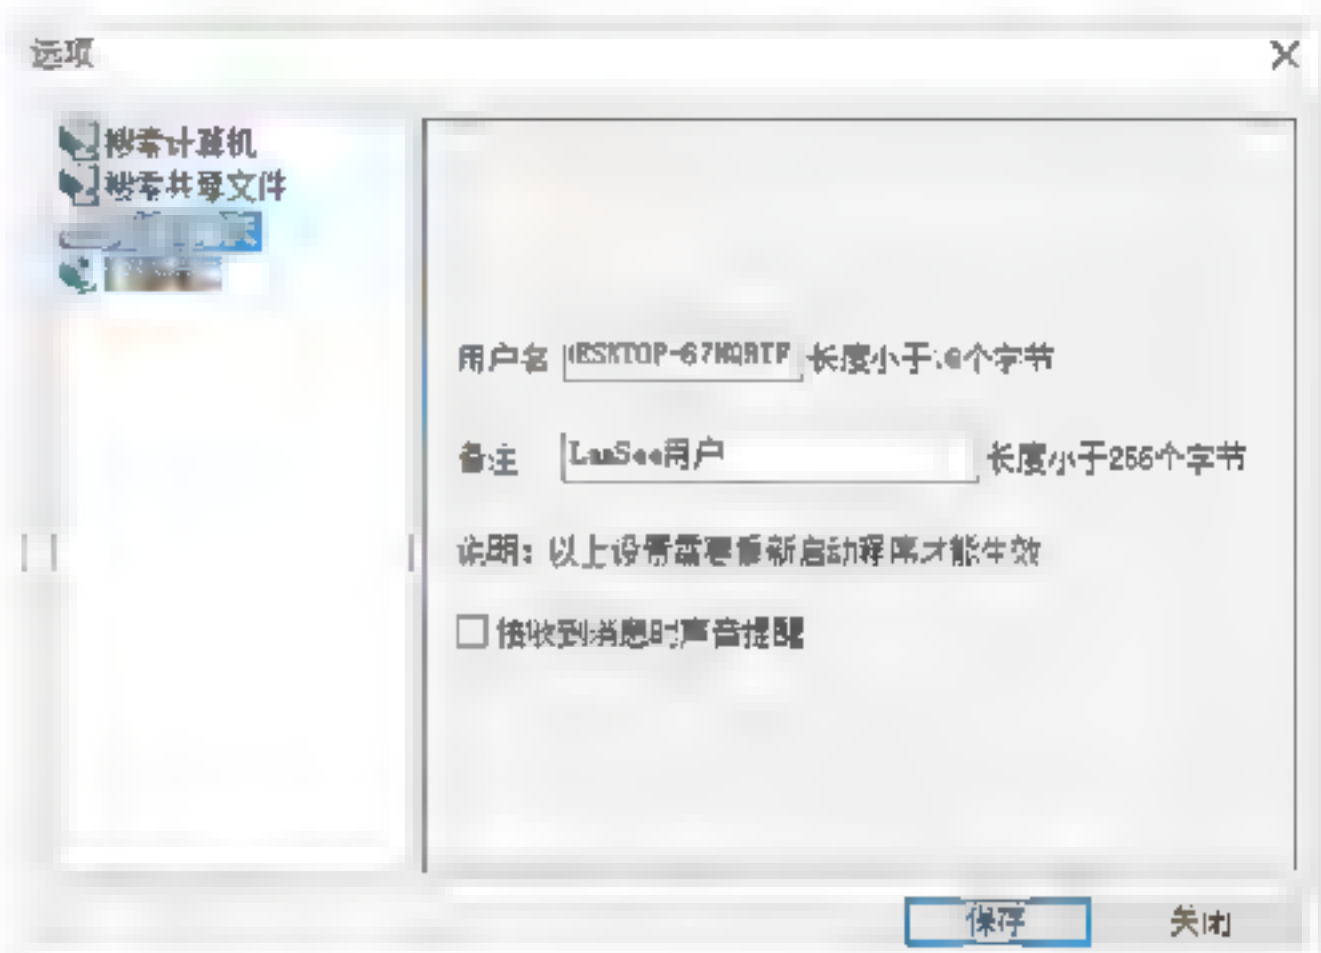 选项
搜索计算机
搜索共享文件
用户名
长度小于16个字节
备注 LanSee用户 长度小于255个字节
说明：以上设置需要重新启动程序才能生效
接收到消息时声音提醒
保存 关闭